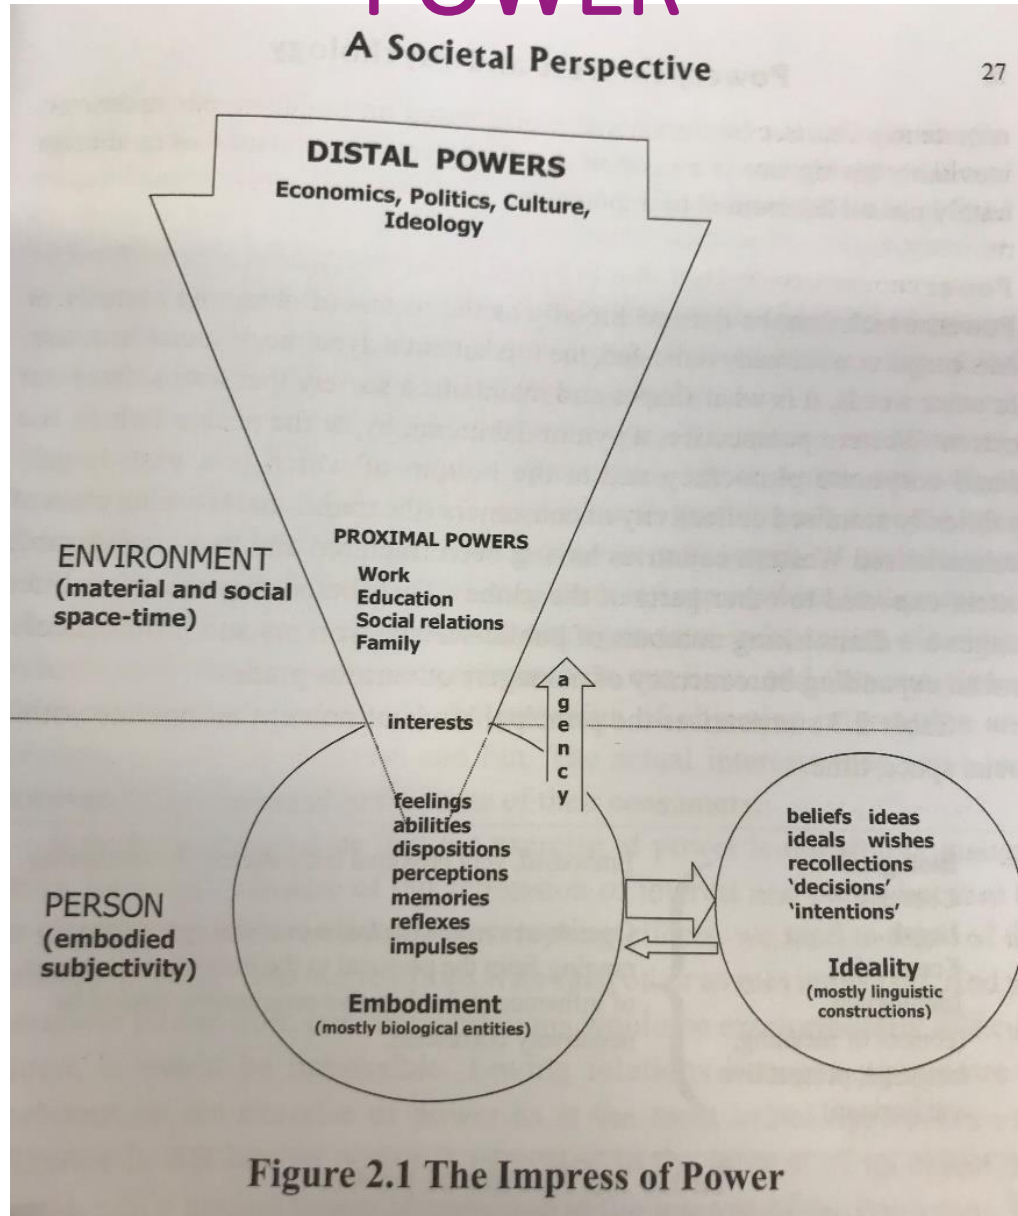 POWER
A Societal Perspective
27
DISTAL POWERS
Economics, Politics, Culture,
Ideology
PROXIMAL POWERS
Work
Education
Social relations
Family
ENVIRONMENT
(material and social
space-time)
interests
agency
feelings
abilities
dispositions
perceptions
memories
reflexes
impulses
Embodiment
(mostly biological entities)
PERSON
(embodied
subjectivity)
beliefs ideas
ideals wishes
recollections
‘decisions’
‘intentions’
Ideality
(mostly linguistic
constructions)
Figure 2.1 The Impress of Power